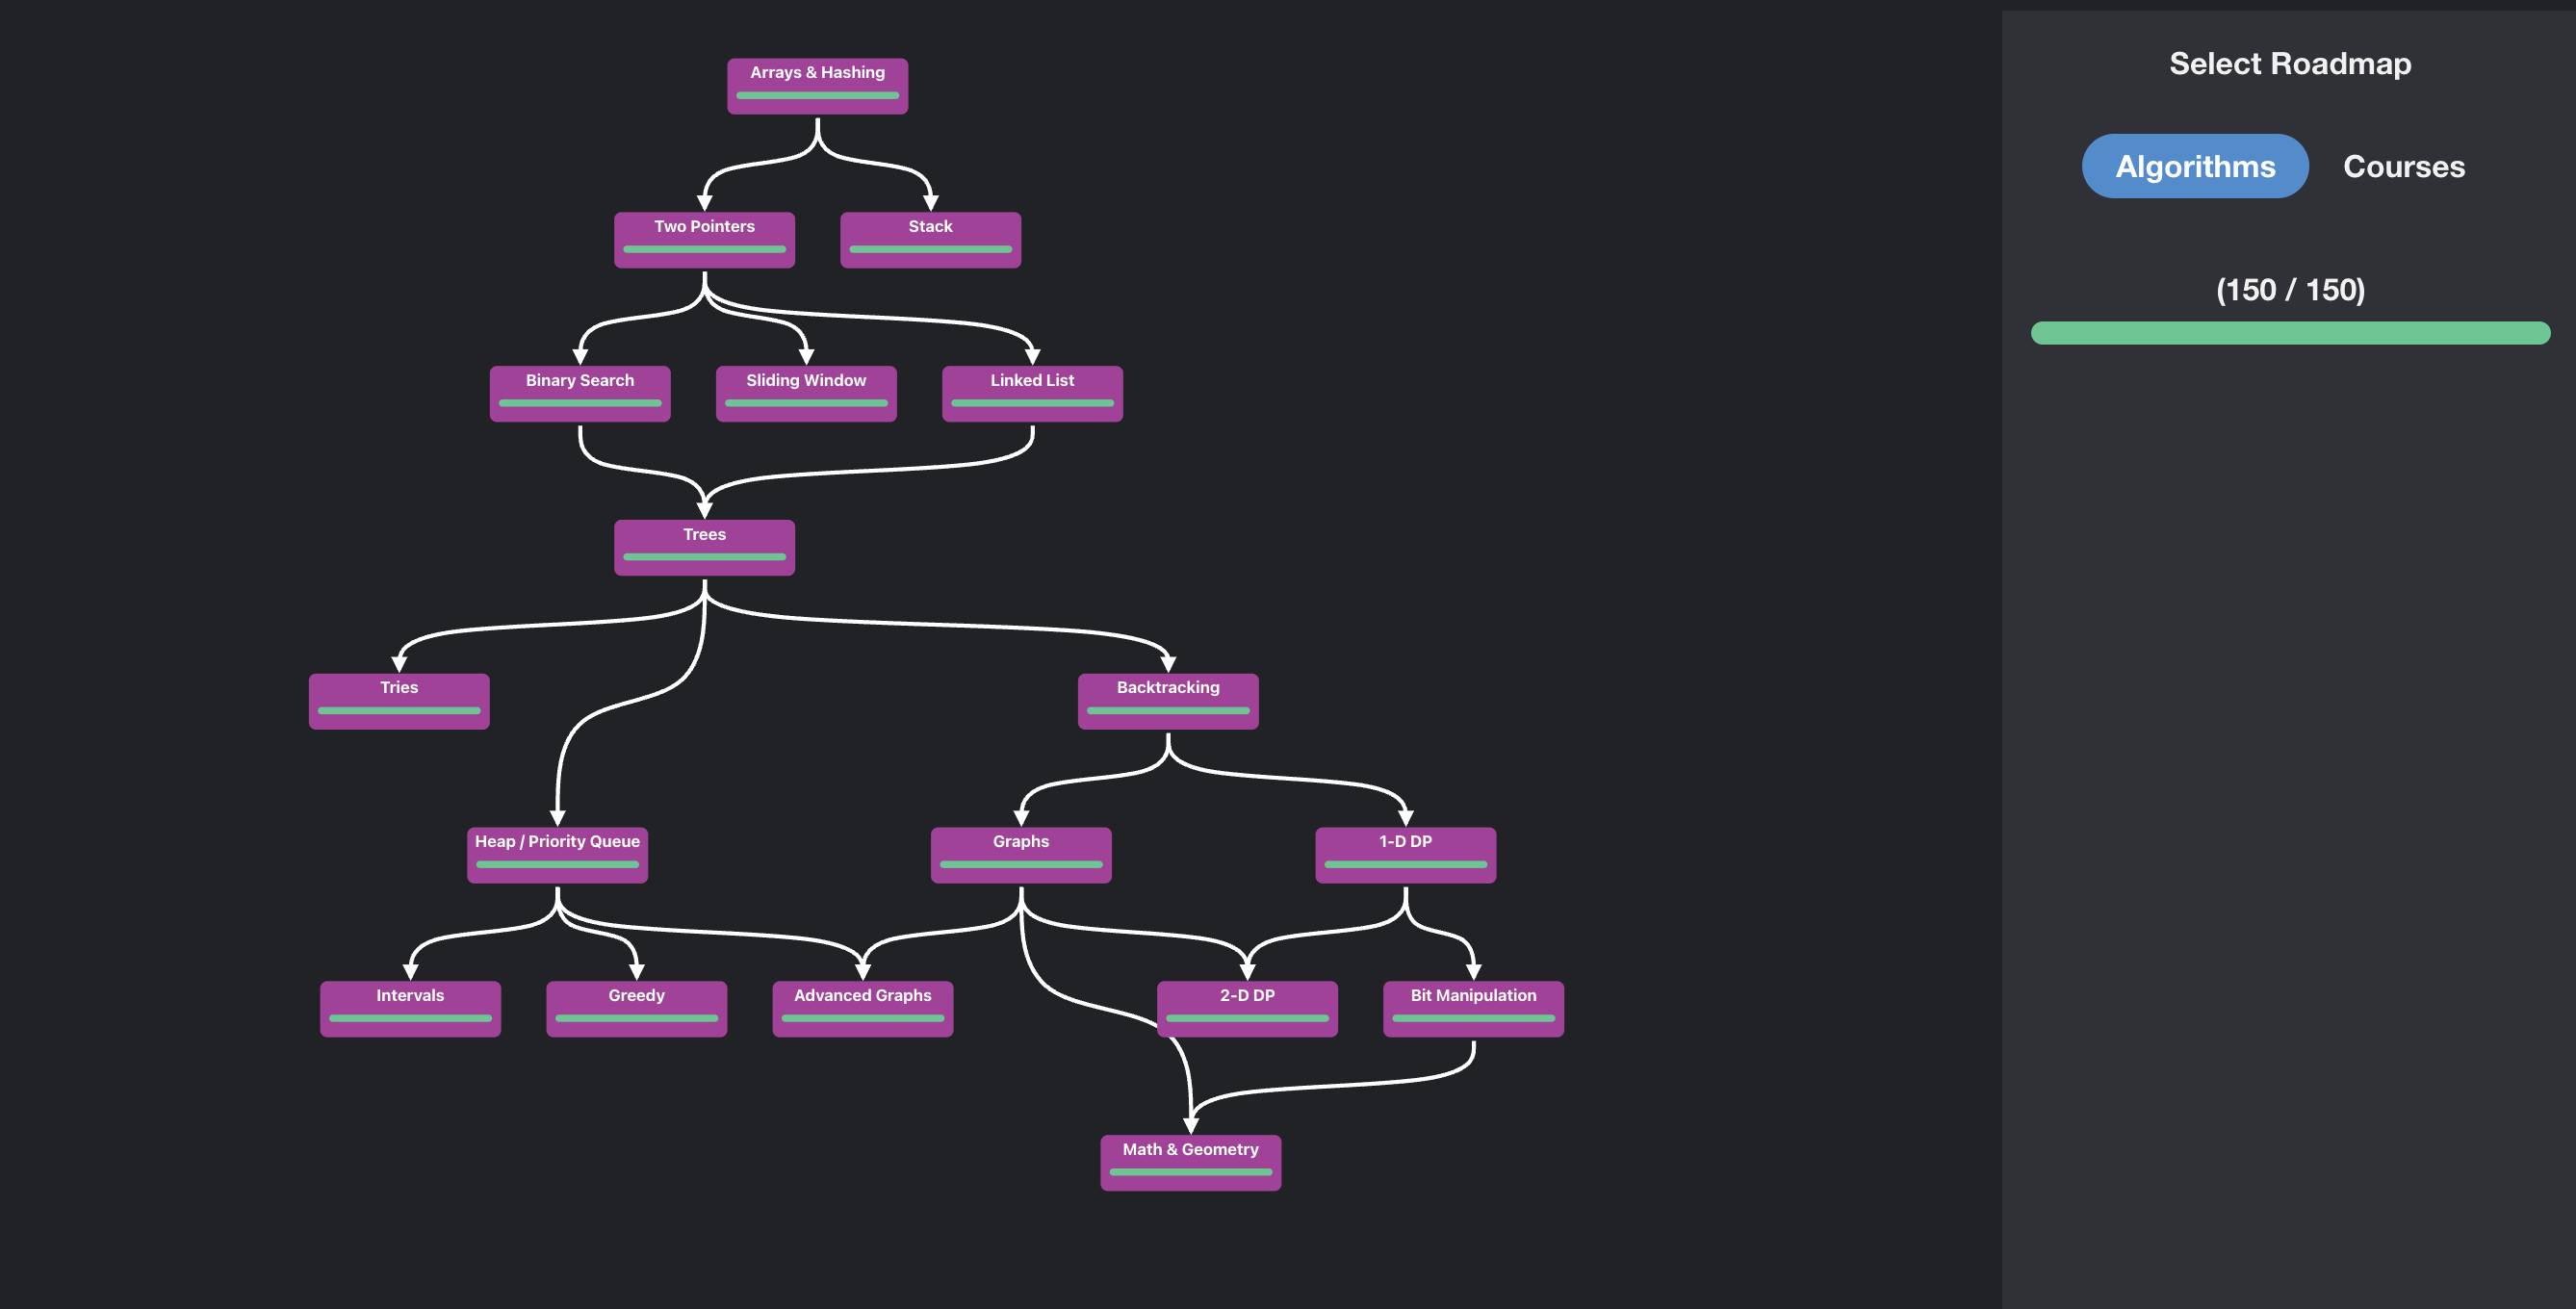 Select Roadmap
Algorithms
Courses
(150 / 150)
Arrays & Hashing
Two Pointers
Stack
Binary Search
Sliding Window
Linked List
Trees
Tries
Backtracking
Heap / Priority Queue
Graphs
1-D DP
Intervals
Greedy
Advanced Graphs
2-D DP
Bit Manipulation
Math & Geometry